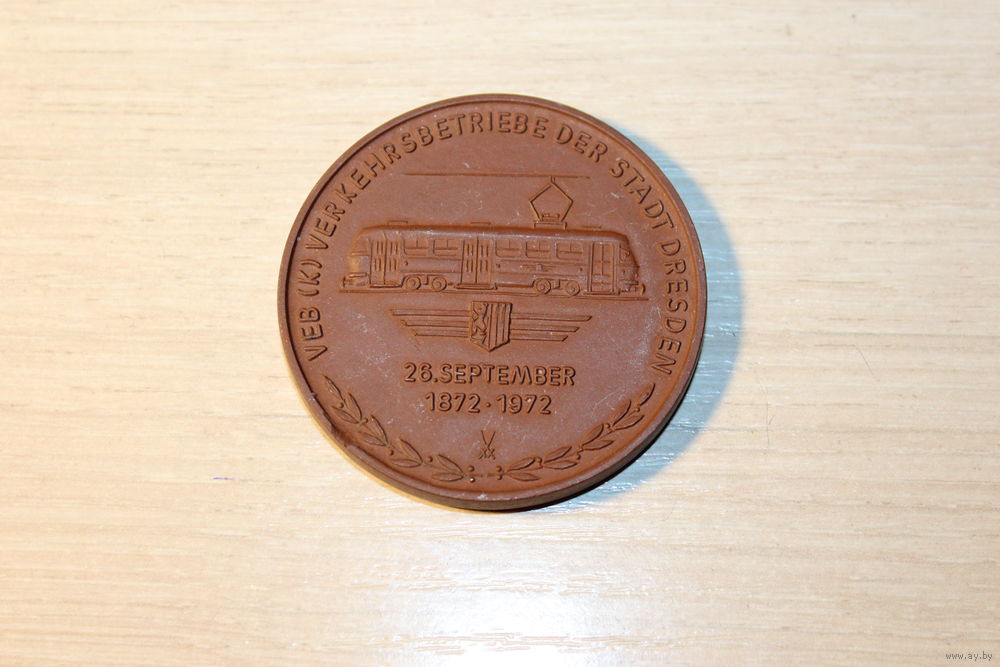 VEB (K) VERKEHRSBETRIEBE DER STADT DRESDEN
26. SEPTEMBER
1872 · 1972
www.ay.by